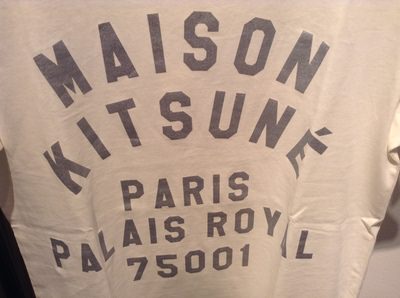 MAISON
KITSUNÉ
PARIS
PALAIS ROYAL
75001